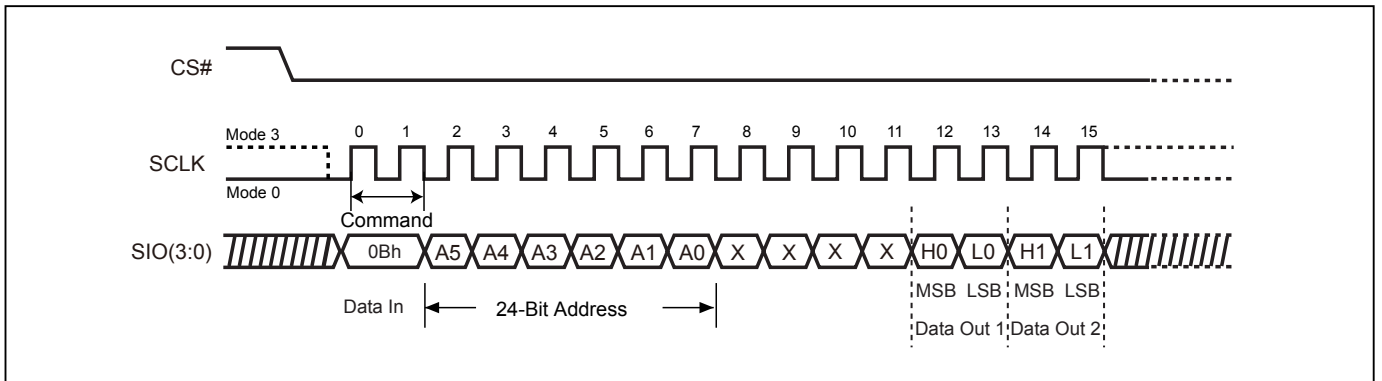 CS#
Mode 3
0 1 2 3 4 5 6 7 8 9 10 11 12 13 14 15
SCLK
Mode 0
Command
SIO(3:0)
0Bh A5 A4 A3 A2 A1 A0 X X X X H0 L0 H1 L1
MSB LSB MSB LSB
Data In
24-Bit Address
Data Out 1 Data Out 2